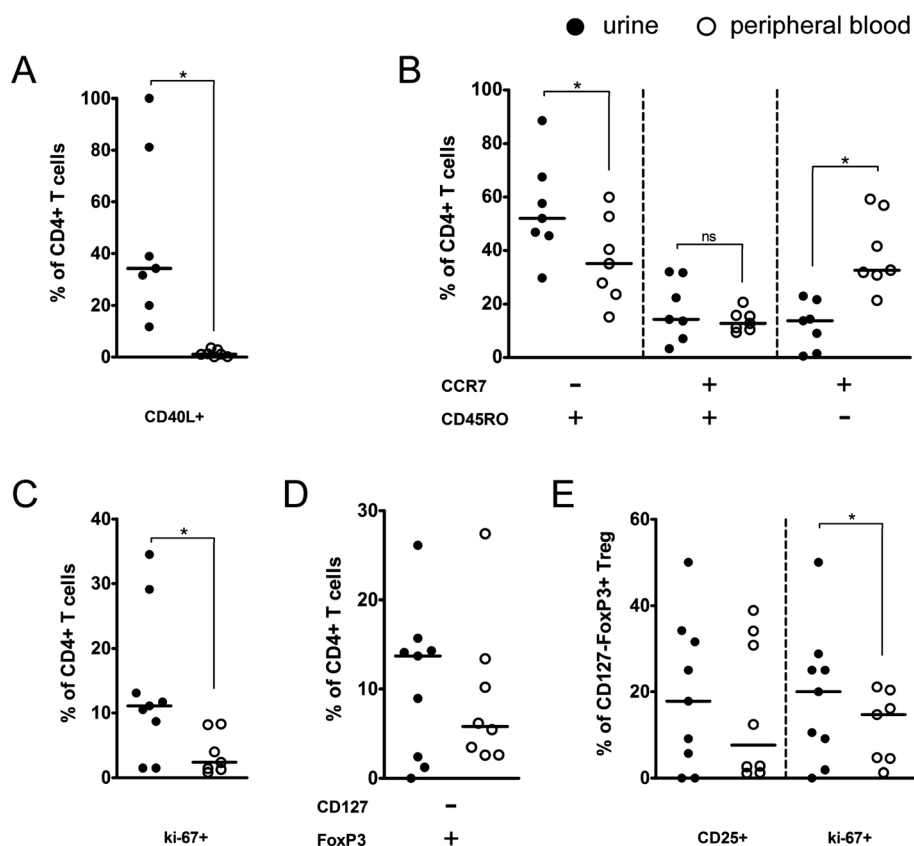 ● urine ○ peripheral blood
A
*
100
80
60
40
20
0
% of CD4+ T cells
CD40L+
B
*
ns
*
100
80
60
40
20
0
% of CD4+ T cells
CCR7 - + +
CD45RO + + -
C
*
40
30
20
10
0
% of CD4+ T cells
ki-67+
D
30
20
10
0
% of CD4+ T cells
CD127 -
FoxP3 +
E
*
60
40
20
0
% of CD127-FoxP3+ Treg
CD25+ ki-67+